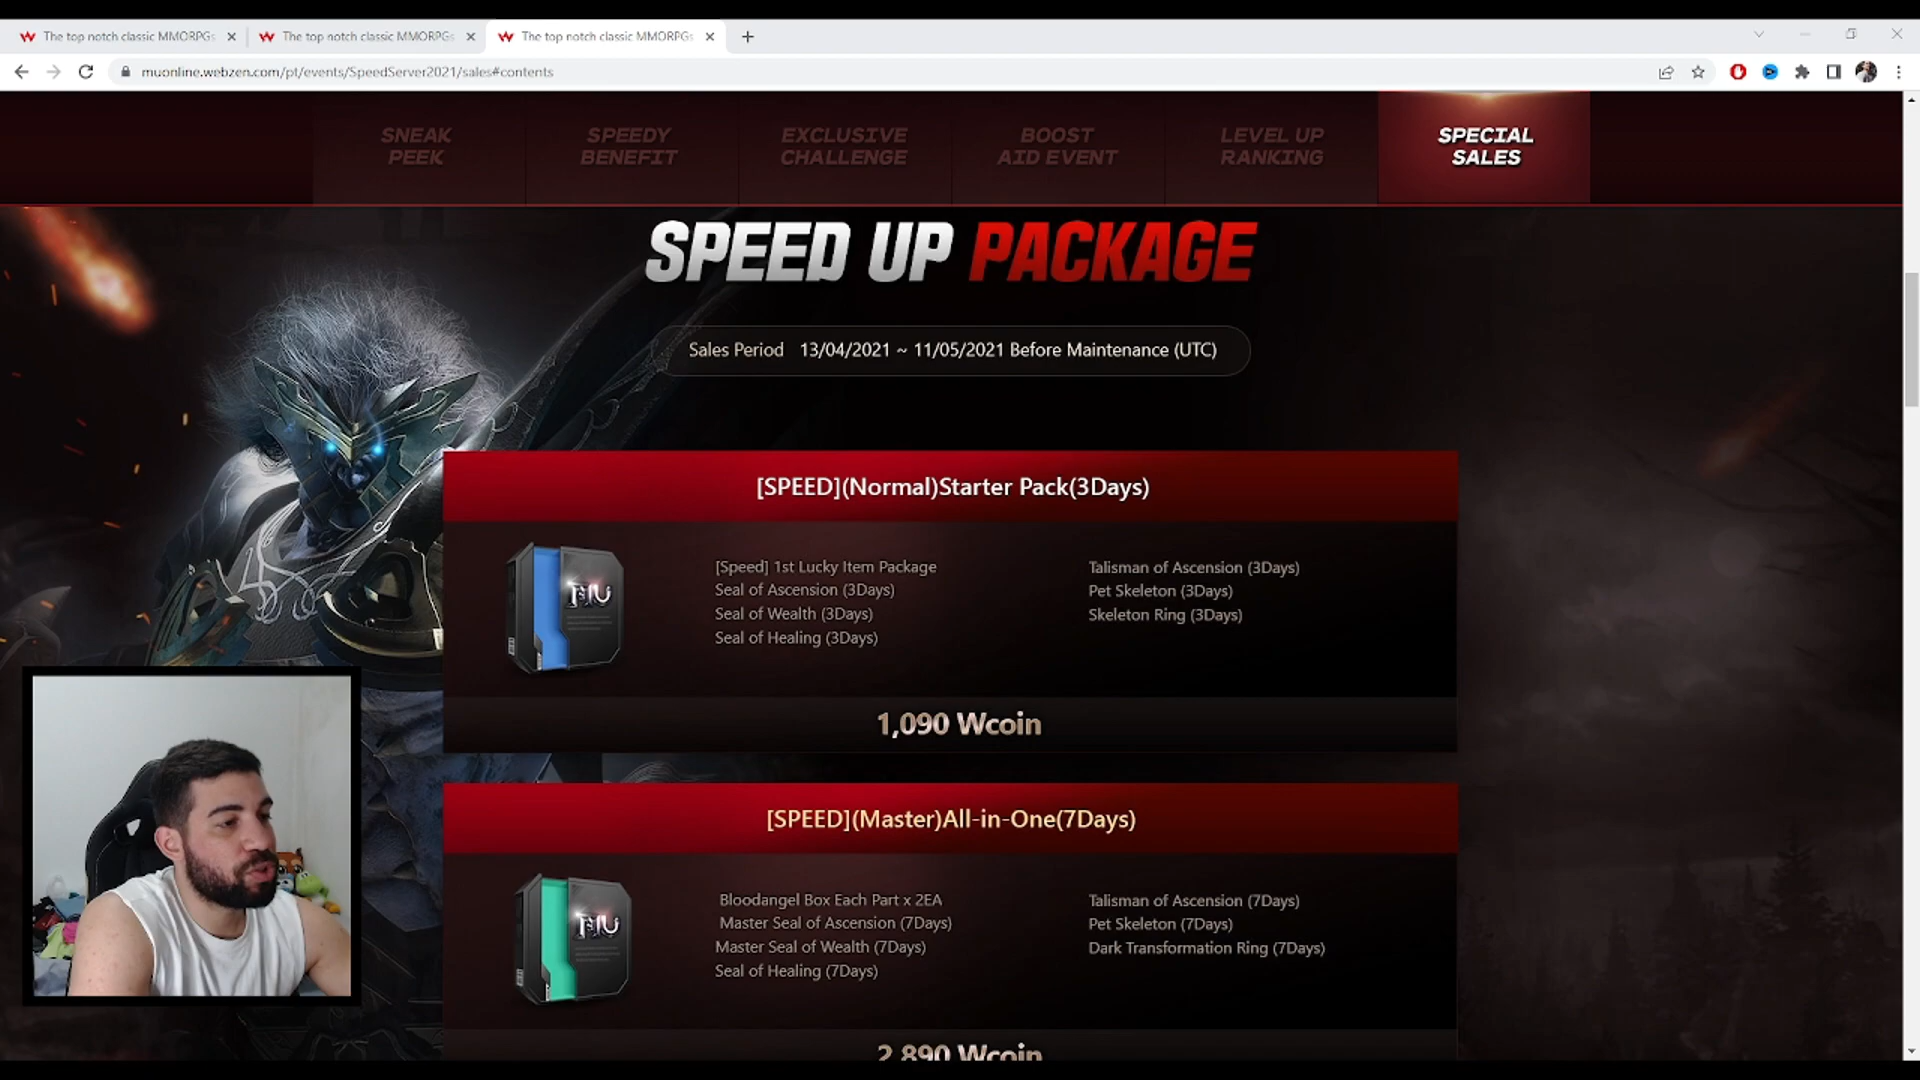 The top notch classic MMORPGs
The top notch classic MMORPGs
The top notch classic MMORPGs
muonline.webzen.com/pt/events/SpeedServer2021/sales#contents
SNEAK
PEEK
SPEEDY
BENEFIT
EXCLUSIVE
CHALLENGE
BOOST
AID EVENT
LEVEL UP
RANKING
SPECIAL
SALES
SPEED UP PACKAGE
Sales Period 13/04/2021 ~ 11/05/2021 Before Maintenance (UTC)
[SPEED](Normal)Starter Pack(3Days)
MU
[Speed] 1st Lucky Item Package
Seal of Ascension (3Days)
Seal of Wealth (3Days)
Seal of Healing (3Days)
Talisman of Ascension (3Days)
Pet Skeleton (3Days)
Skeleton Ring (3Days)
1,090 Wcoin
[SPEED](Master)All-in-One(7Days)
MU
Bloodangel Box Each Part x 2EA
Master Seal of Ascension (7Days)
Master Seal of Wealth (7Days)
Seal of Healing (7Days)
Talisman of Ascension (7Days)
Pet Skeleton (7Days)
Dark Transformation Ring (7Days)
2,890 Wcoin